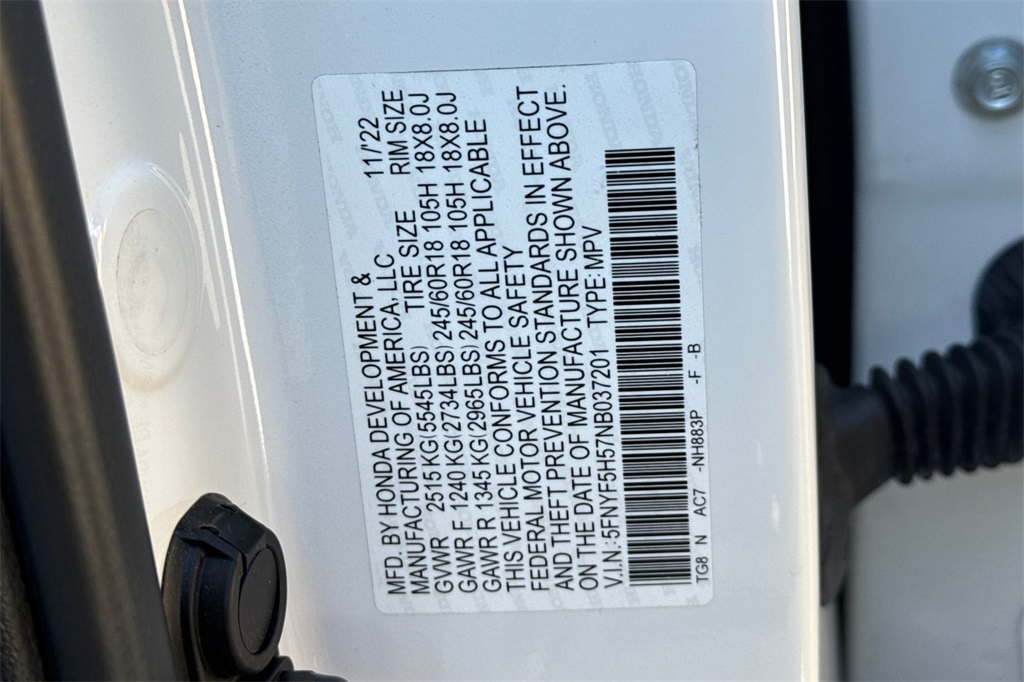 MFD. BY HONDA DEVELOPMENT &
MANUFACTURING OF AMERICA, LLC 11/22
GVWR 2515 KG(5545LBS) TIRE SIZE RIM SIZE
GAWR F 1240 KG(2734LBS) 245/60R18 105H 18X8.0J
GAWR R 1345 KG(2965LBS) 245/60R18 105H 18X8.0J
THIS VEHICLE CONFORMS TO ALL APPLICABLE
FEDERAL MOTOR VEHICLE SAFETY
AND THEFT PREVENTION STANDARDS IN EFFECT
ON THE DATE OF MANUFACTURE SHOWN ABOVE.
V.I.N.:5FNYF5H57NB037201 TYPE: MPV
TG8 N AC7 -NH883P -F -B